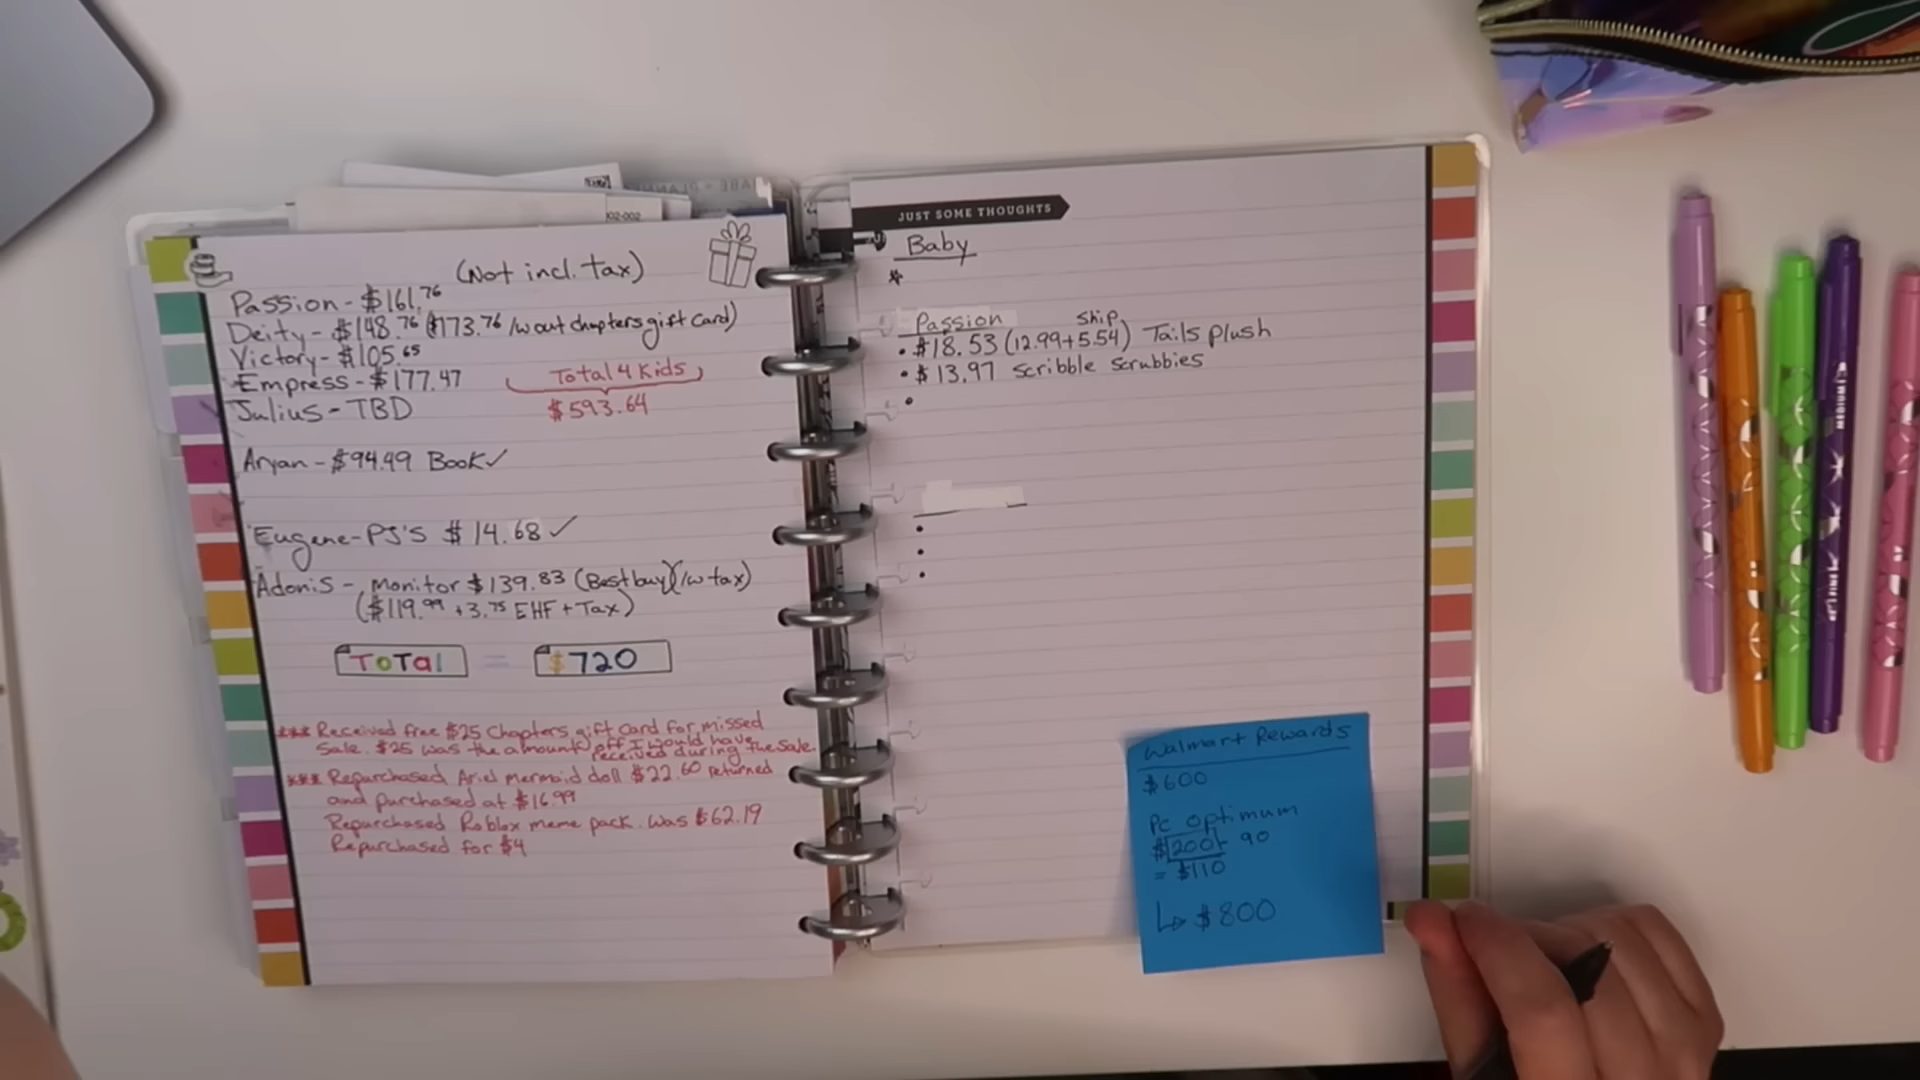 02-002
(Not incl. tax)
Passion - $161.76
Deity - $148.76 ($173.76 /w out chapters gift card)
Victory - $105.65
Empress - $177.47
Total 4 Kids
Julius - TBD
$593.64
Aryan - $94.49 Book✓
Eugene - PJ's $14.68 ✓
Adonis - Monitor $139.83 (Bestbuy)(/w tax)
($119.99 + 3.75 EHF + Tax)
Total = $720
*** Received free $25 Chapters gift card for missed
sale. $25 was the amount off I would have
received during the sale.
*** Repurchased Ariel mermaid doll $22.60 returned
and purchased at $16.99
Repurchased Roblox meme pack. was $62.19
Repurchased for $4
JUST SOME THOUGHTS
Baby
*
Passion
ship
• $18.53 (12.99+5.54) Tails plush
• $13.97 scribble scrubbies
•
•
•
•
Walmart Rewards
$600
Pc optimum
$200 - 90
= $110
↳ $800
MEDIUM